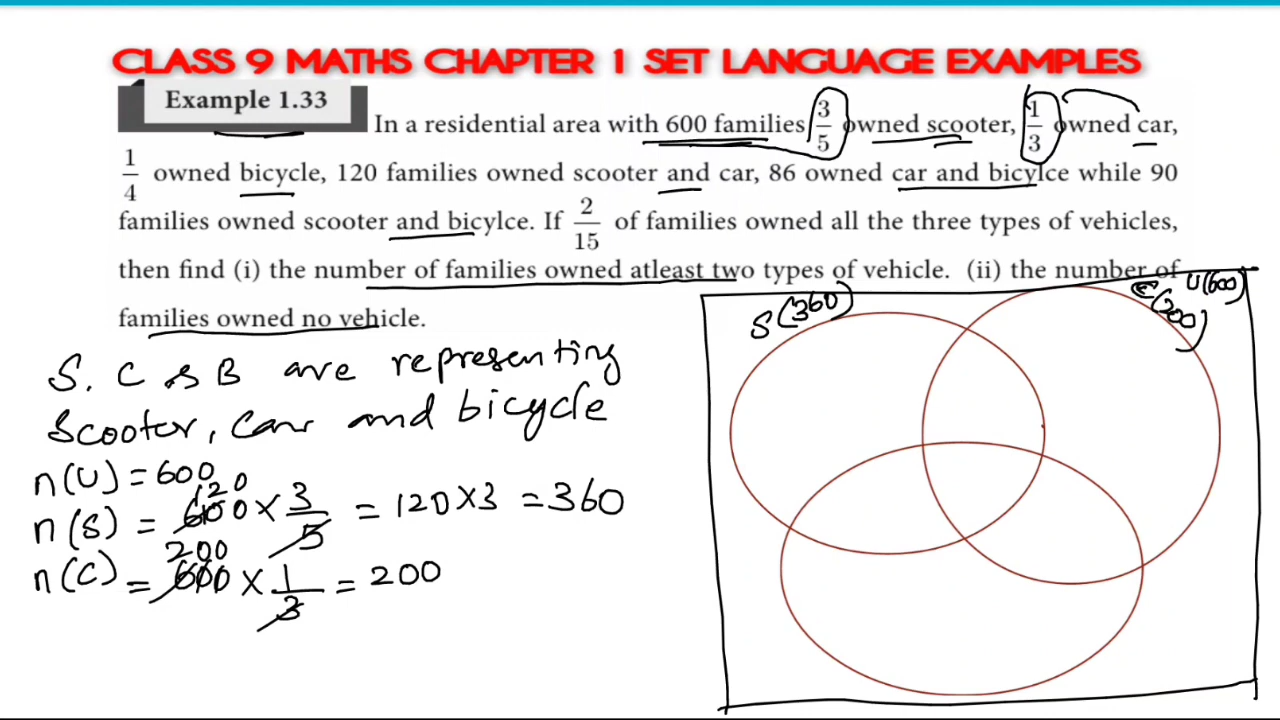 CLASS 9 MATHS CHAPTER 1 SET LANGUAGE EXAMPLES
Example 1.33
In a residential area with 600 families 3/5 owned scooter, 1/3 owned car,
1/4 owned bicycle, 120 families owned scooter and car, 86 owned car and bicylce while 90
families owned scooter and bicylce. If 2/15 of families owned all the three types of vehicles,
then find (i) the number of families owned atleast two types of vehicle. (ii) the number of
families owned no vehicle.
S(360)
C(200)
U(600)
S. C & B are representing
Scooter, Car and bicycle
n(U) = 600
120
n(S) = 600 × 3/5 = 120 × 3 = 360
200
n(C) = 600 × 1/3 = 200